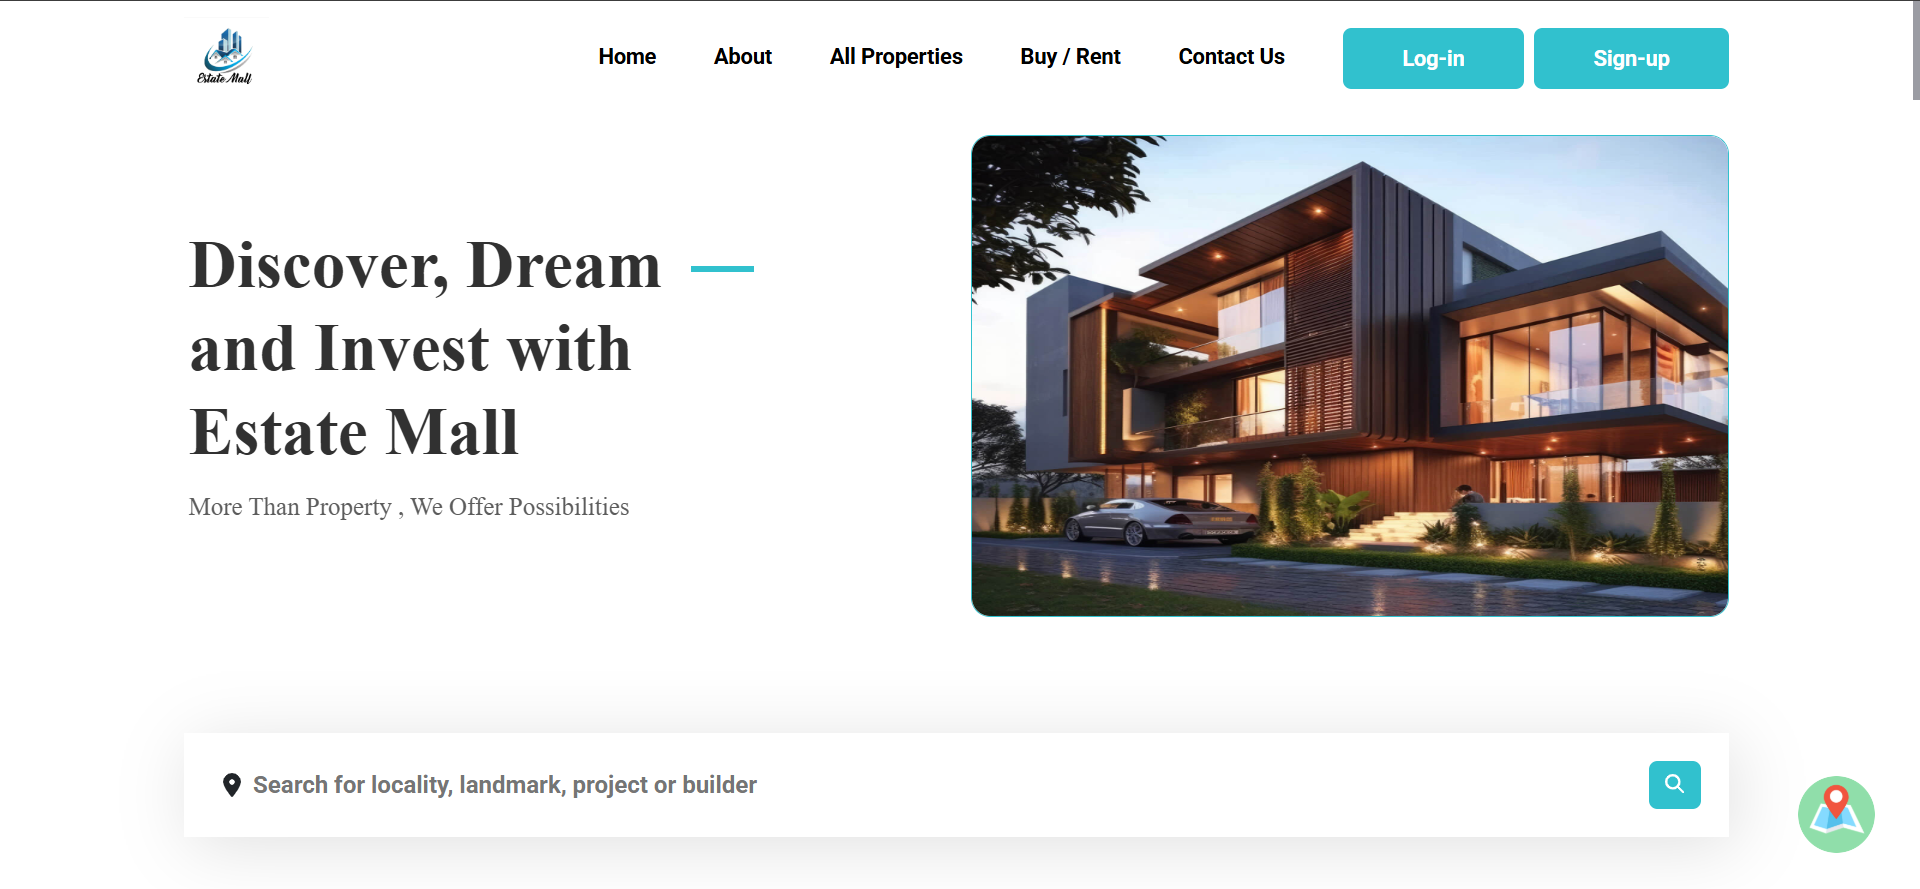 Estate Mall
Home
About
All Properties
Buy / Rent
Contact Us
Log-in
Sign-up
Discover, Dream
and Invest with
Estate Mall
More Than Property , We Offer Possibilities
Search for locality, landmark, project or builder